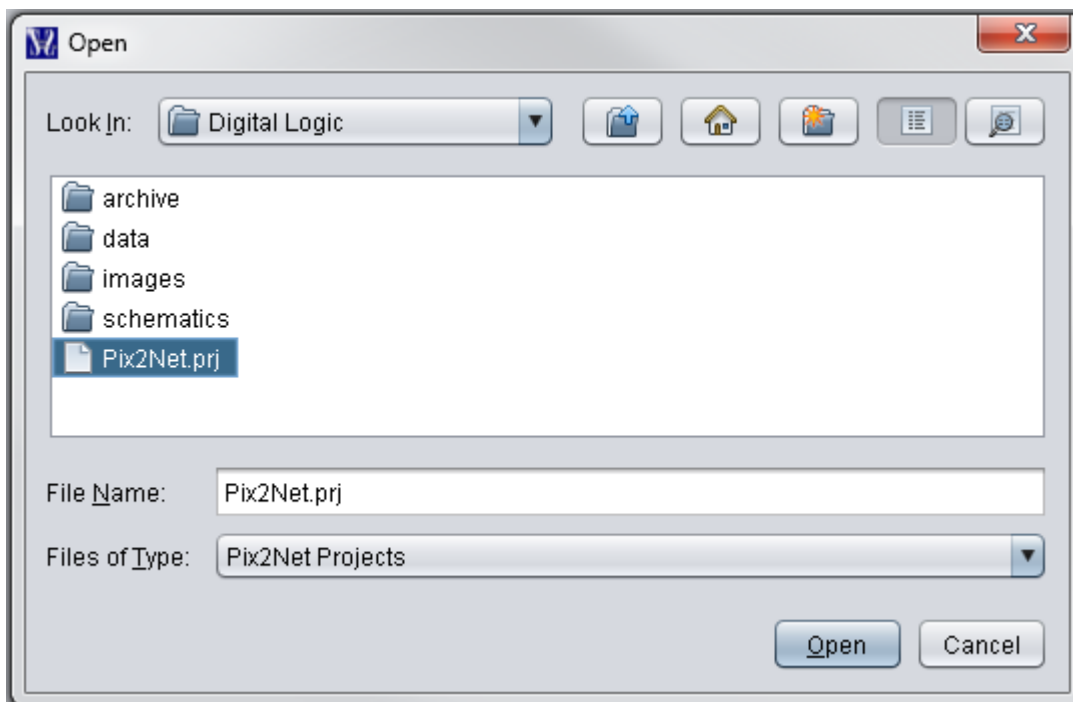 Open
Look In: Digital Logic
archive
data
images
schematics
Pix2Net.prj
File Name: Pix2Net.prj
Files of Type: Pix2Net Projects
Open Cancel